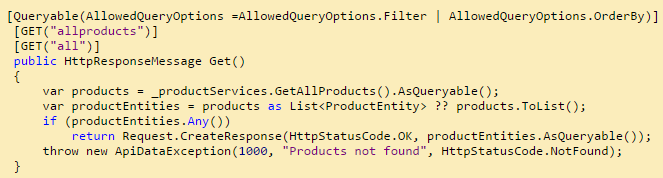 [Queryable(AllowedQueryOptions =AllowedQueryOptions.Filter | AllowedQueryOptions.OrderBy)]
[GET("allproducts")]
[GET("all")]
public HttpResponseMessage Get()
{
var products = _productServices.GetAllProducts().AsQueryable();
var productEntities = products as List<ProductEntity> ?? products.ToList();
if (productEntities.Any())
return Request.CreateResponse(HttpStatusCode.OK, productEntities.AsQueryable());
throw new ApiDataException(1000, "Products not found", HttpStatusCode.NotFound);
}